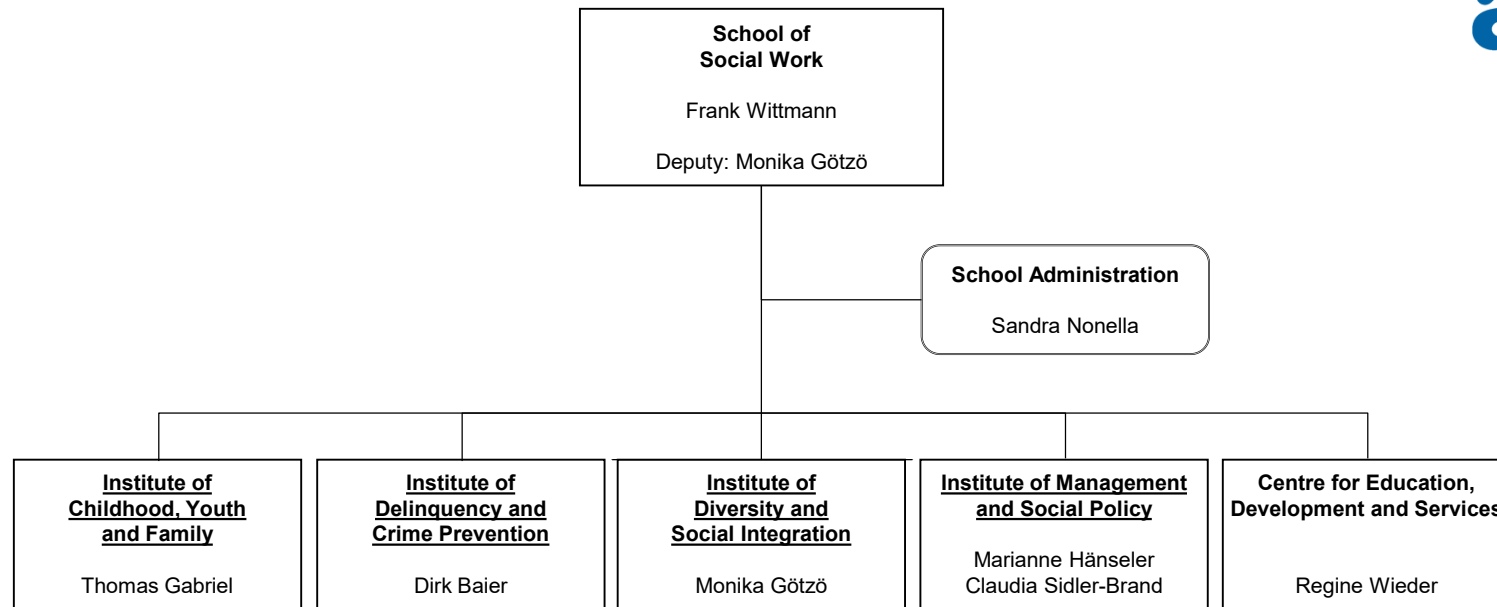 School of
Social Work
Frank Wittmann
Deputy: Monika Götzö
School Administration
Sandra Nonella
Institute of
Childhood, Youth
and Family
Thomas Gabriel
Institute of
Delinquency and
Crime Prevention
Dirk Baier
Institute of
Diversity and
Social Integration
Monika Götzö
Institute of Management
and Social Policy
Marianne Hänseler
Claudia Sidler-Brand
Centre for Education,
Development and Services
Regine Wieder